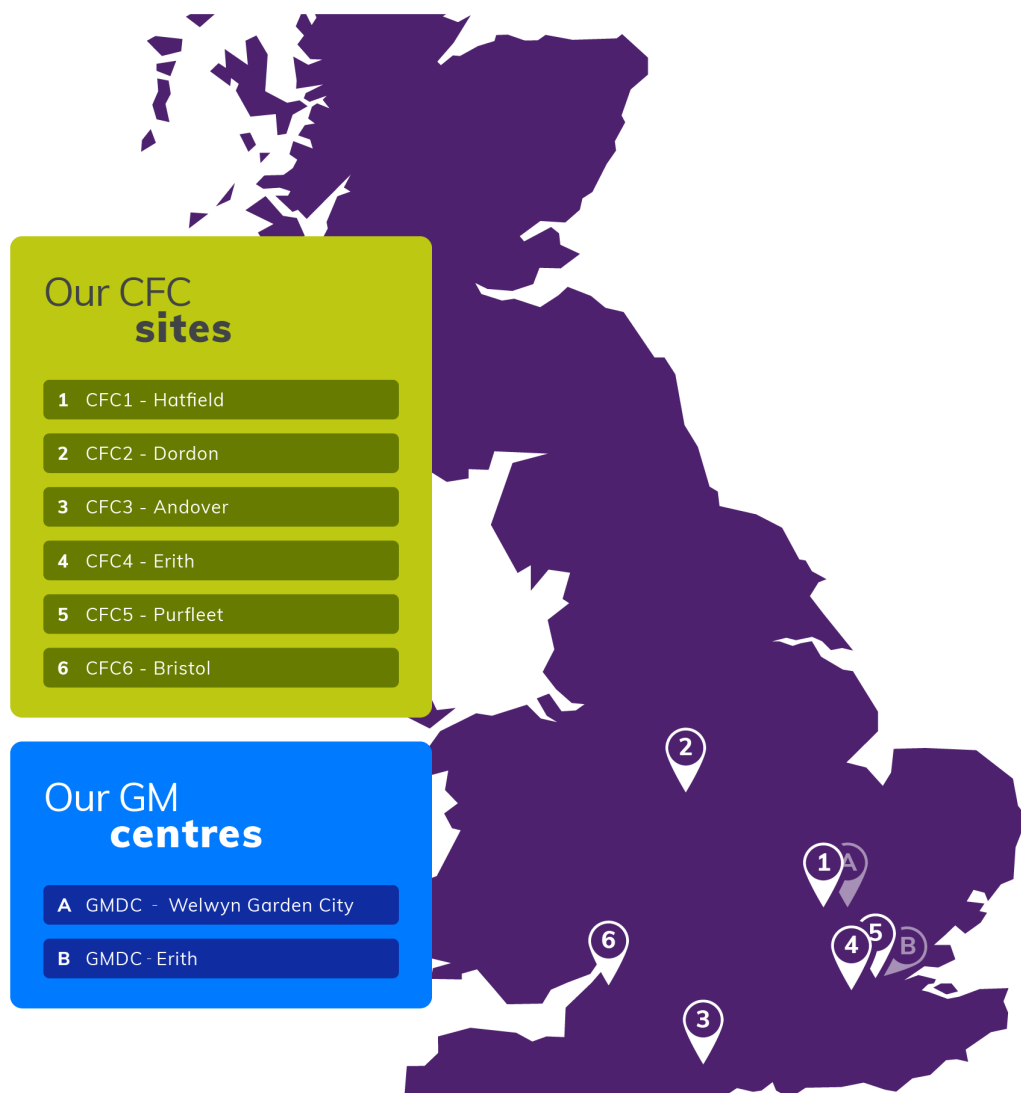 Our CFC
sites
1 CFC1 - Hatfield
2 CFC2 - Dordon
3 CFC3 - Andover
4 CFC4 - Erith
5 CFC5 - Purfleet
6 CFC6 - Bristol
Our GM
centres
A GMDC - Welwyn Garden City
B GMDC - Erith
2
1
A
6
4
5
B
3